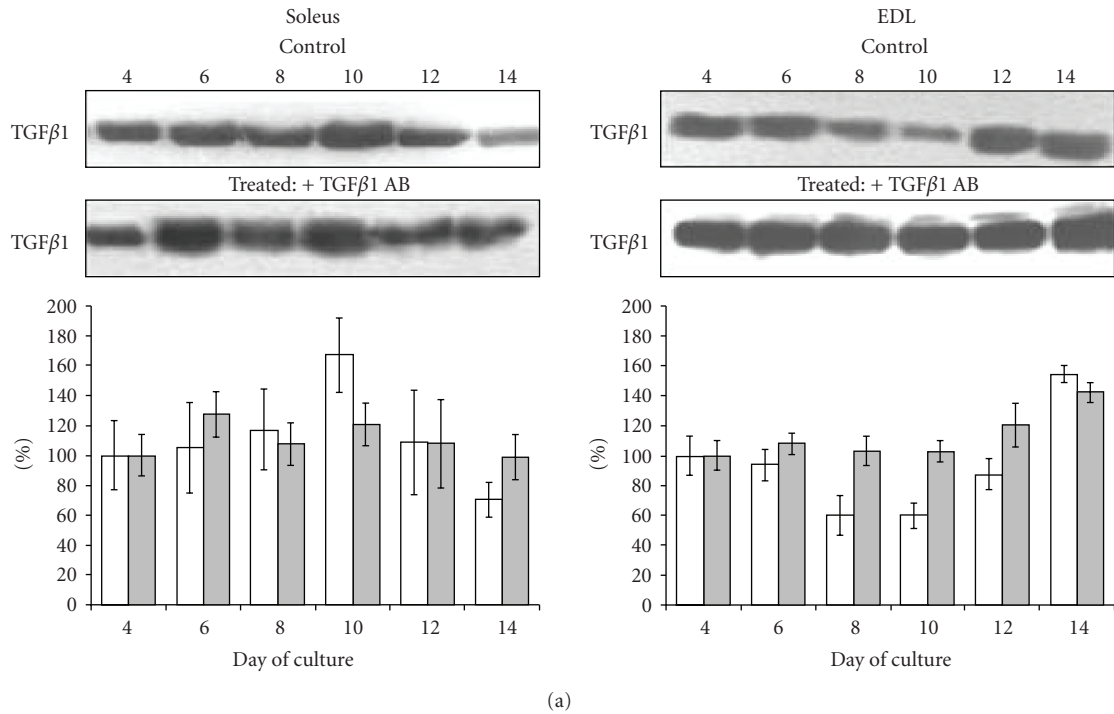 Soleus
Control
4 6 8 10 12 14
TGFβ1
Treated: + TGFβ1 AB
TGFβ1
200
180
160
140
120
100
80
60
40
20
0
(%)
4 6 8 10 12 14
Day of culture
EDL
Control
4 6 8 10 12 14
TGFβ1
Treated: + TGFβ1 AB
TGFβ1
200
180
160
140
120
100
80
60
40
20
0
(%)
4 6 8 10 12 14
Day of culture
(a)